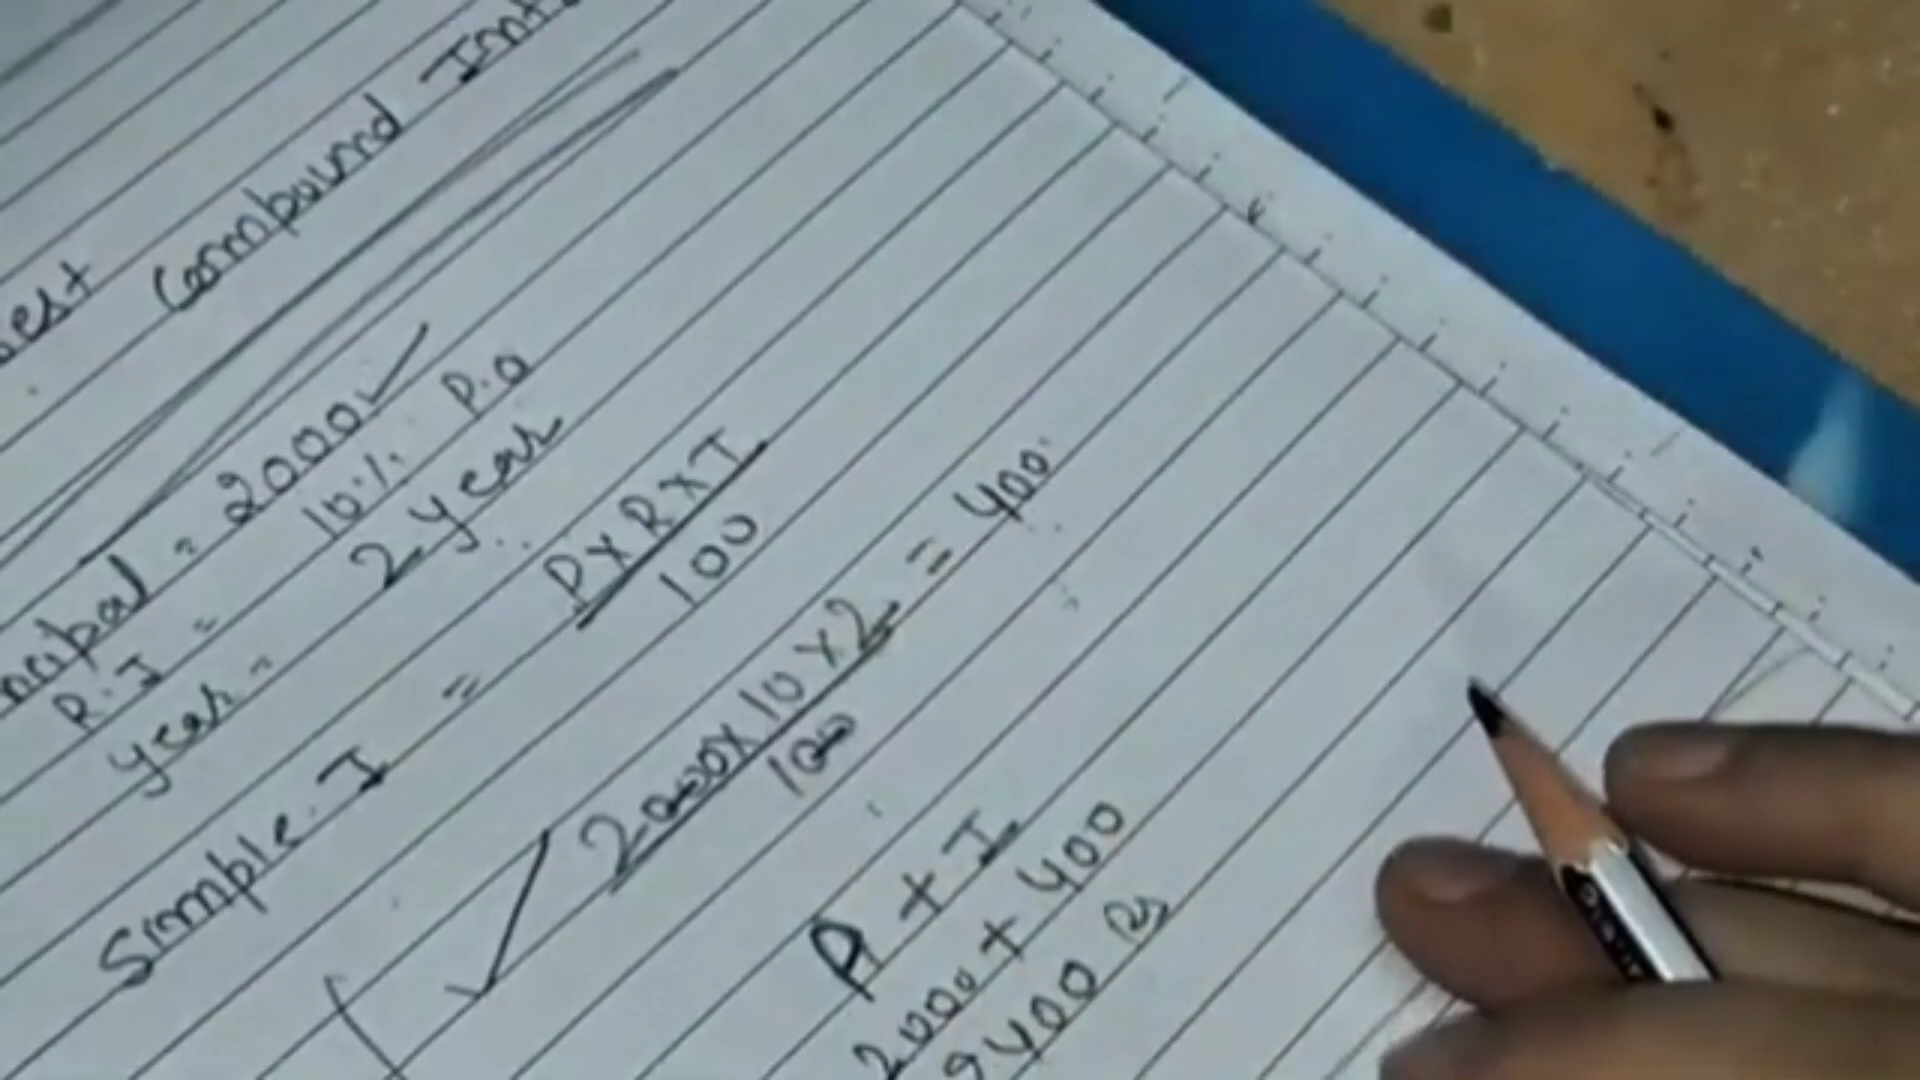 est Compound Int
ncipal = 2000 ✓
R.I = 10% P.a
year = 2 year
Simple. I = P×R×T / 100
✓ 2000×10×2 / 100 = 400
P + I
2000 + 400
2400 Rs